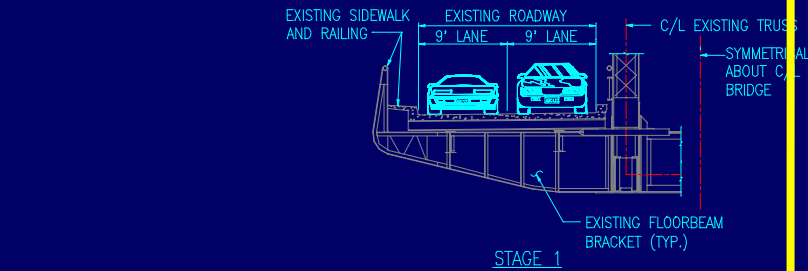 EXISTING SIDEWALK
AND RAILING
EXISTING ROADWAY
9' LANE
9' LANE
C/L EXISTING TRUSS
SYMMETRICAL
ABOUT C/L
BRIDGE
EXISTING FLOORBEAM
BRACKET (TYP.)
STAGE 1